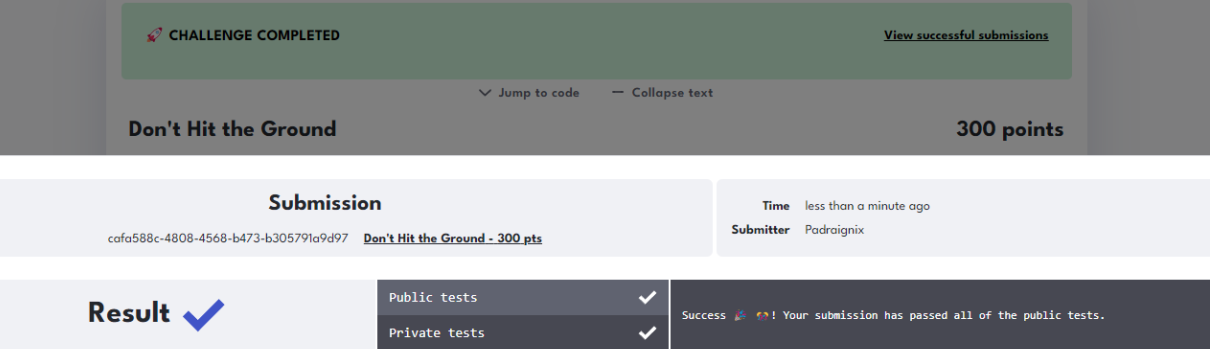 🚀 CHALLENGE COMPLETED
View successful submissions
Jump to code
Collapse text
Don't Hit the Ground
300 points
Submission
cafa588c-4808-4568-b473-b305791a9d97 Don't Hit the Ground - 300 pts
Time less than a minute ago
Submitter Padraignix
Result
Public tests
Private tests
Success 🎉 🎊! Your submission has passed all of the public tests.